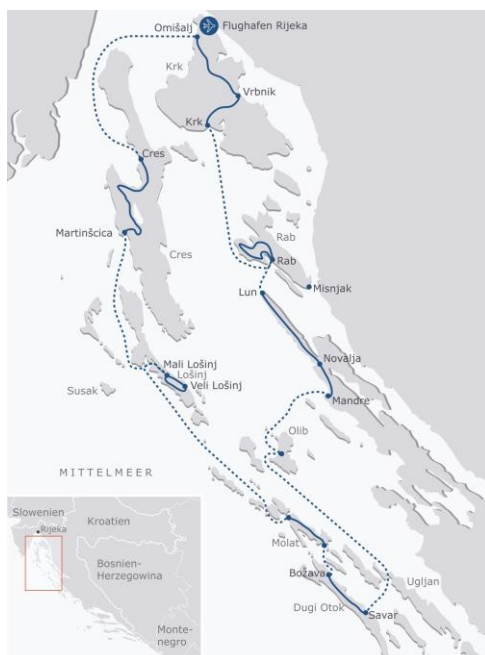 Omišalj
Flughafen Rijeka
Krk
Vrbnik
Krk
Cres
Martinšcica
Rab
Rab
Cres
Misnjak
Lun
Mali Lošinj
Lošinj
Veli Lošinj
Novalja
Susak
Mandre
Olib
MITTELMEER
Slowenien
Rijeka
Kroatien
Molat
Bosnien-
Herzegowina
Božava
Ugljan
Dugi Otok
Savar
Monte-
negro